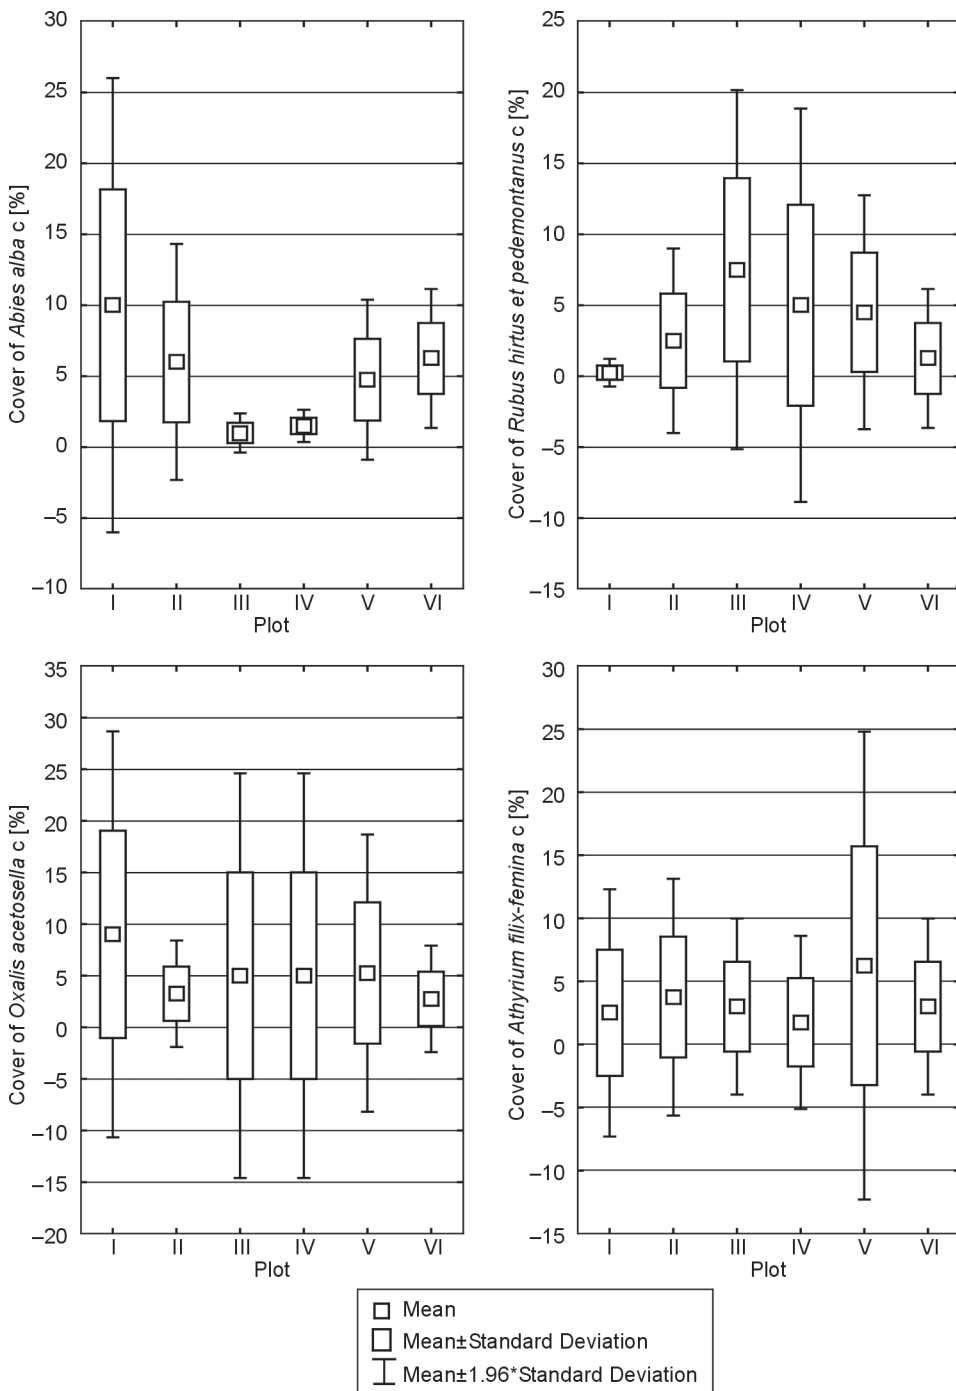 30
25
20
15
10
5
0
–5
–10
Cover of Abies alba c [%]
I II III IV V VI
Plot
25
20
15
10
5
0
–5
–10
–15
Cover of Rubus hirtus et pedemontanus c [%]
I II III IV V VI
Plot
35
30
25
20
15
10
5
0
–5
–10
–15
–20
Cover of Oxalis acetosella c [%]
I II III IV V VI
Plot
30
25
20
15
10
5
0
–5
–10
–15
Cover of Athyrium filix-femina c [%]
I II III IV V VI
Plot
Mean
Mean±Standard Deviation
Mean±1.96*Standard Deviation